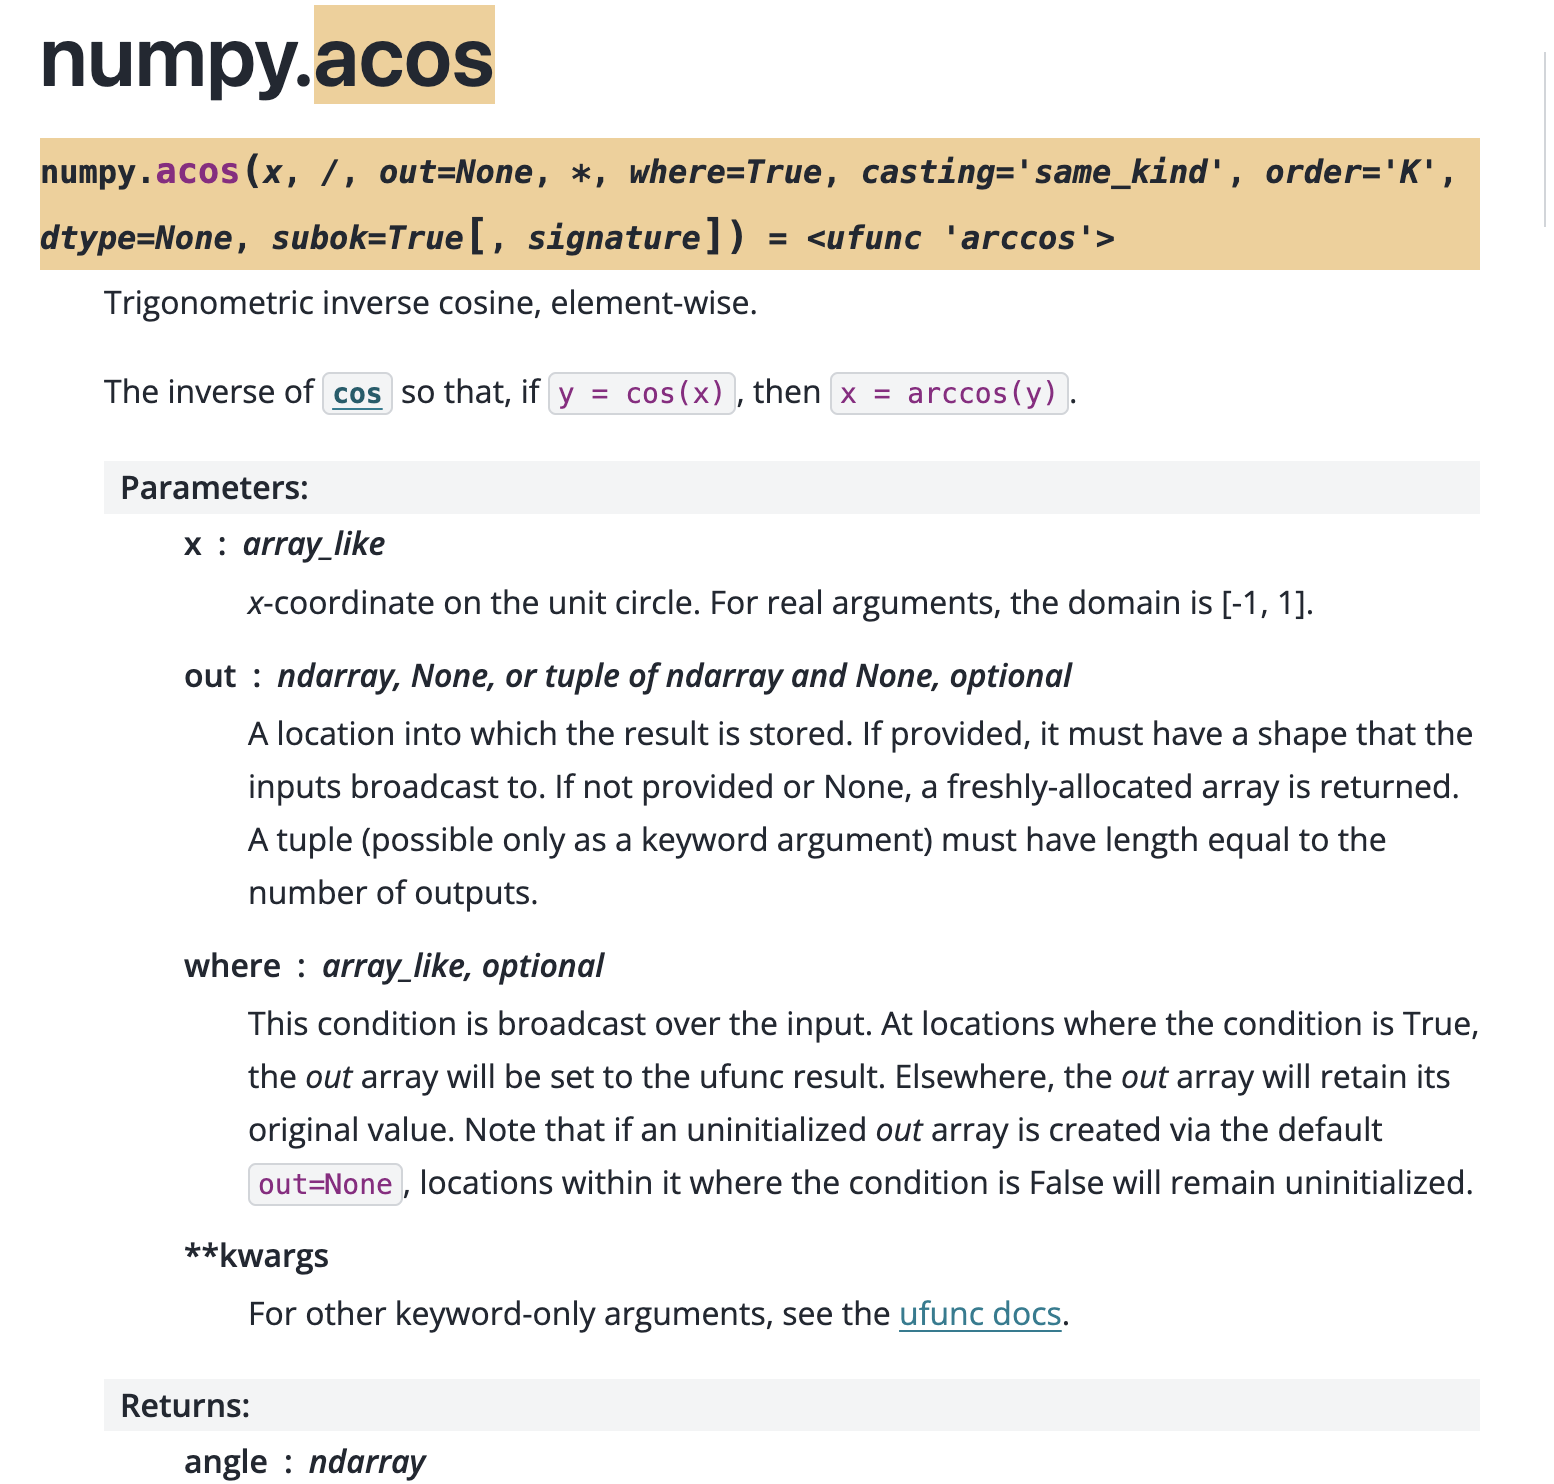 numpy.acos
numpy.acos(x, /, out=None, *, where=True, casting='same_kind', order='K',
dtype=None, subok=True[, signature]) = <ufunc 'arccos'>
Trigonometric inverse cosine, element-wise.
The inverse of cos so that, if y = cos(x), then x = arccos(y).
Parameters:
x : array_like
x-coordinate on the unit circle. For real arguments, the domain is [-1, 1].
out : ndarray, None, or tuple of ndarray and None, optional
A location into which the result is stored. If provided, it must have a shape that the
inputs broadcast to. If not provided or None, a freshly-allocated array is returned.
A tuple (possible only as a keyword argument) must have length equal to the
number of outputs.
where : array_like, optional
This condition is broadcast over the input. At locations where the condition is True,
the out array will be set to the ufunc result. Elsewhere, the out array will retain its
original value. Note that if an uninitialized out array is created via the default
out=None, locations within it where the condition is False will remain uninitialized.
**kwargs
For other keyword-only arguments, see the ufunc docs.
Returns:
angle : ndarray